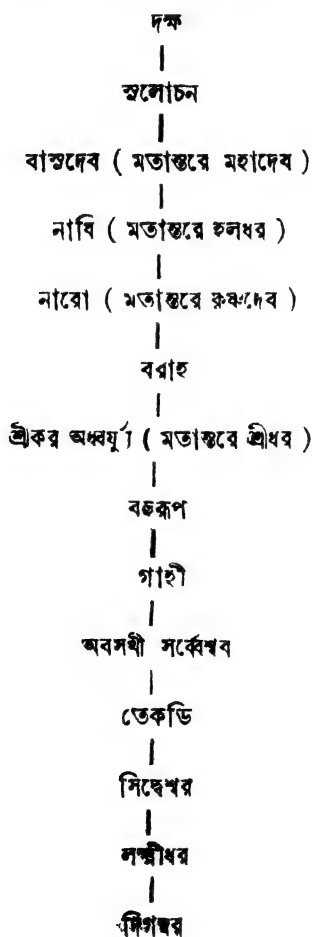 দক্ষ
সুলোচন
বাসুদেব ( মতান্তরে মহাদেব )
নাধি ( মতান্তরে হলধর )
নারো ( মতান্তরে কৃষ্ণদেব )
বরাহ
শ্রীকর অধ্বর্য্যু ( মতান্তরে শ্রীধর )
বহুরূপ
গাহী
অবসথী সর্ব্বেশ্বব
তেকডি
সিদ্ধেশ্বর
লক্ষ্মীধর
দিগম্বর